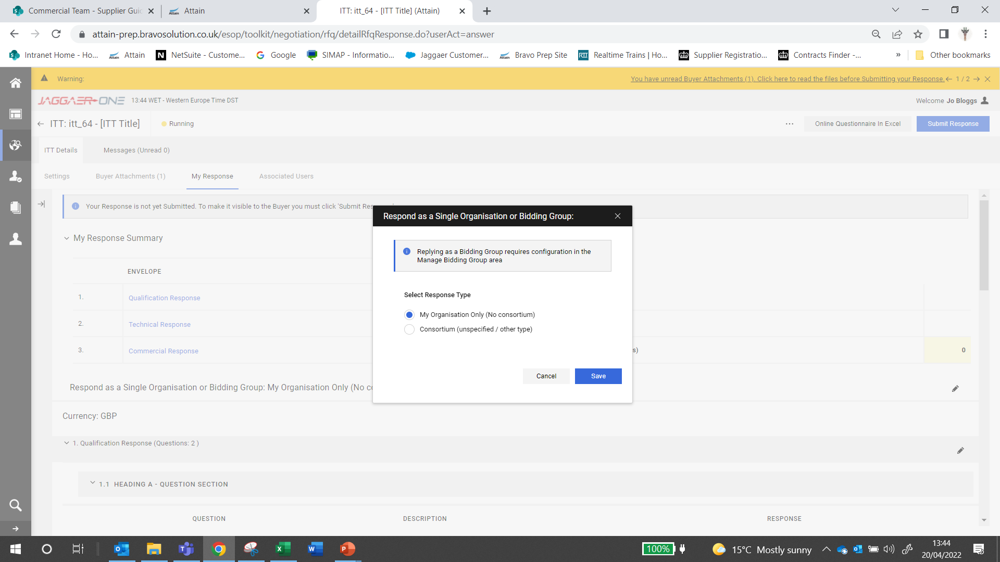 Commercial Team - Supplier Guid
Attain
ITT: itt_64 - [ITT Title] (Attain)
attain-prep.bravosolution.co.uk/esop/toolkit/negotiation/rfq/detailRfqResponse.do?userAct=answer
Intranet Home - Ho...
Attain
NetSuite - Custome...
Google
SIMAP - Informatio...
Jaggaer Customer...
Bravo Prep Site
RTT
Realtime Trains | Ho...
Supplier Registratio...
Contracts Finder -...
»
Other bookmarks
Warning:
You have unread Buyer Attachments (1). Click here to read the files before Submitting your Response.
1 / 2
JAGGAER ONE
13:44 WET - Western Europe Time DST
Welcome Jo Bloggs
ITT: itt_64 - [ITT Title]
Running
...
Online Questionnaire In Excel
Submit Response
ITT Details
Messages (Unread 0)
Settings
Buyer Attachments (1)
My Response
Associated Users
Your Response is not yet Submitted. To make it visible to the Buyer you must click 'Submit Res
My Response Summary
ENVELOPE
1.
Qualification Response
2.
Technical Response
3.
Commercial Response
s)
0
Respond as a Single Organisation or Bidding Group: My Organisation Only (No co
Currency: GBP
1. Qualification Response (Questions: 2 )
1.1 HEADING A - QUESTION SECTION
QUESTION
DESCRIPTION
RESPONSE
Respond as a Single Organisation or Bidding Group:
Replying as a Bidding Group requires configuration in the
Manage Bidding Group area
Select Response Type
My Organisation Only (No consortium)
Consortium (unspecified / other type)
Cancel
Save
100%
15°C Mostly sunny
13:44
20/04/2022